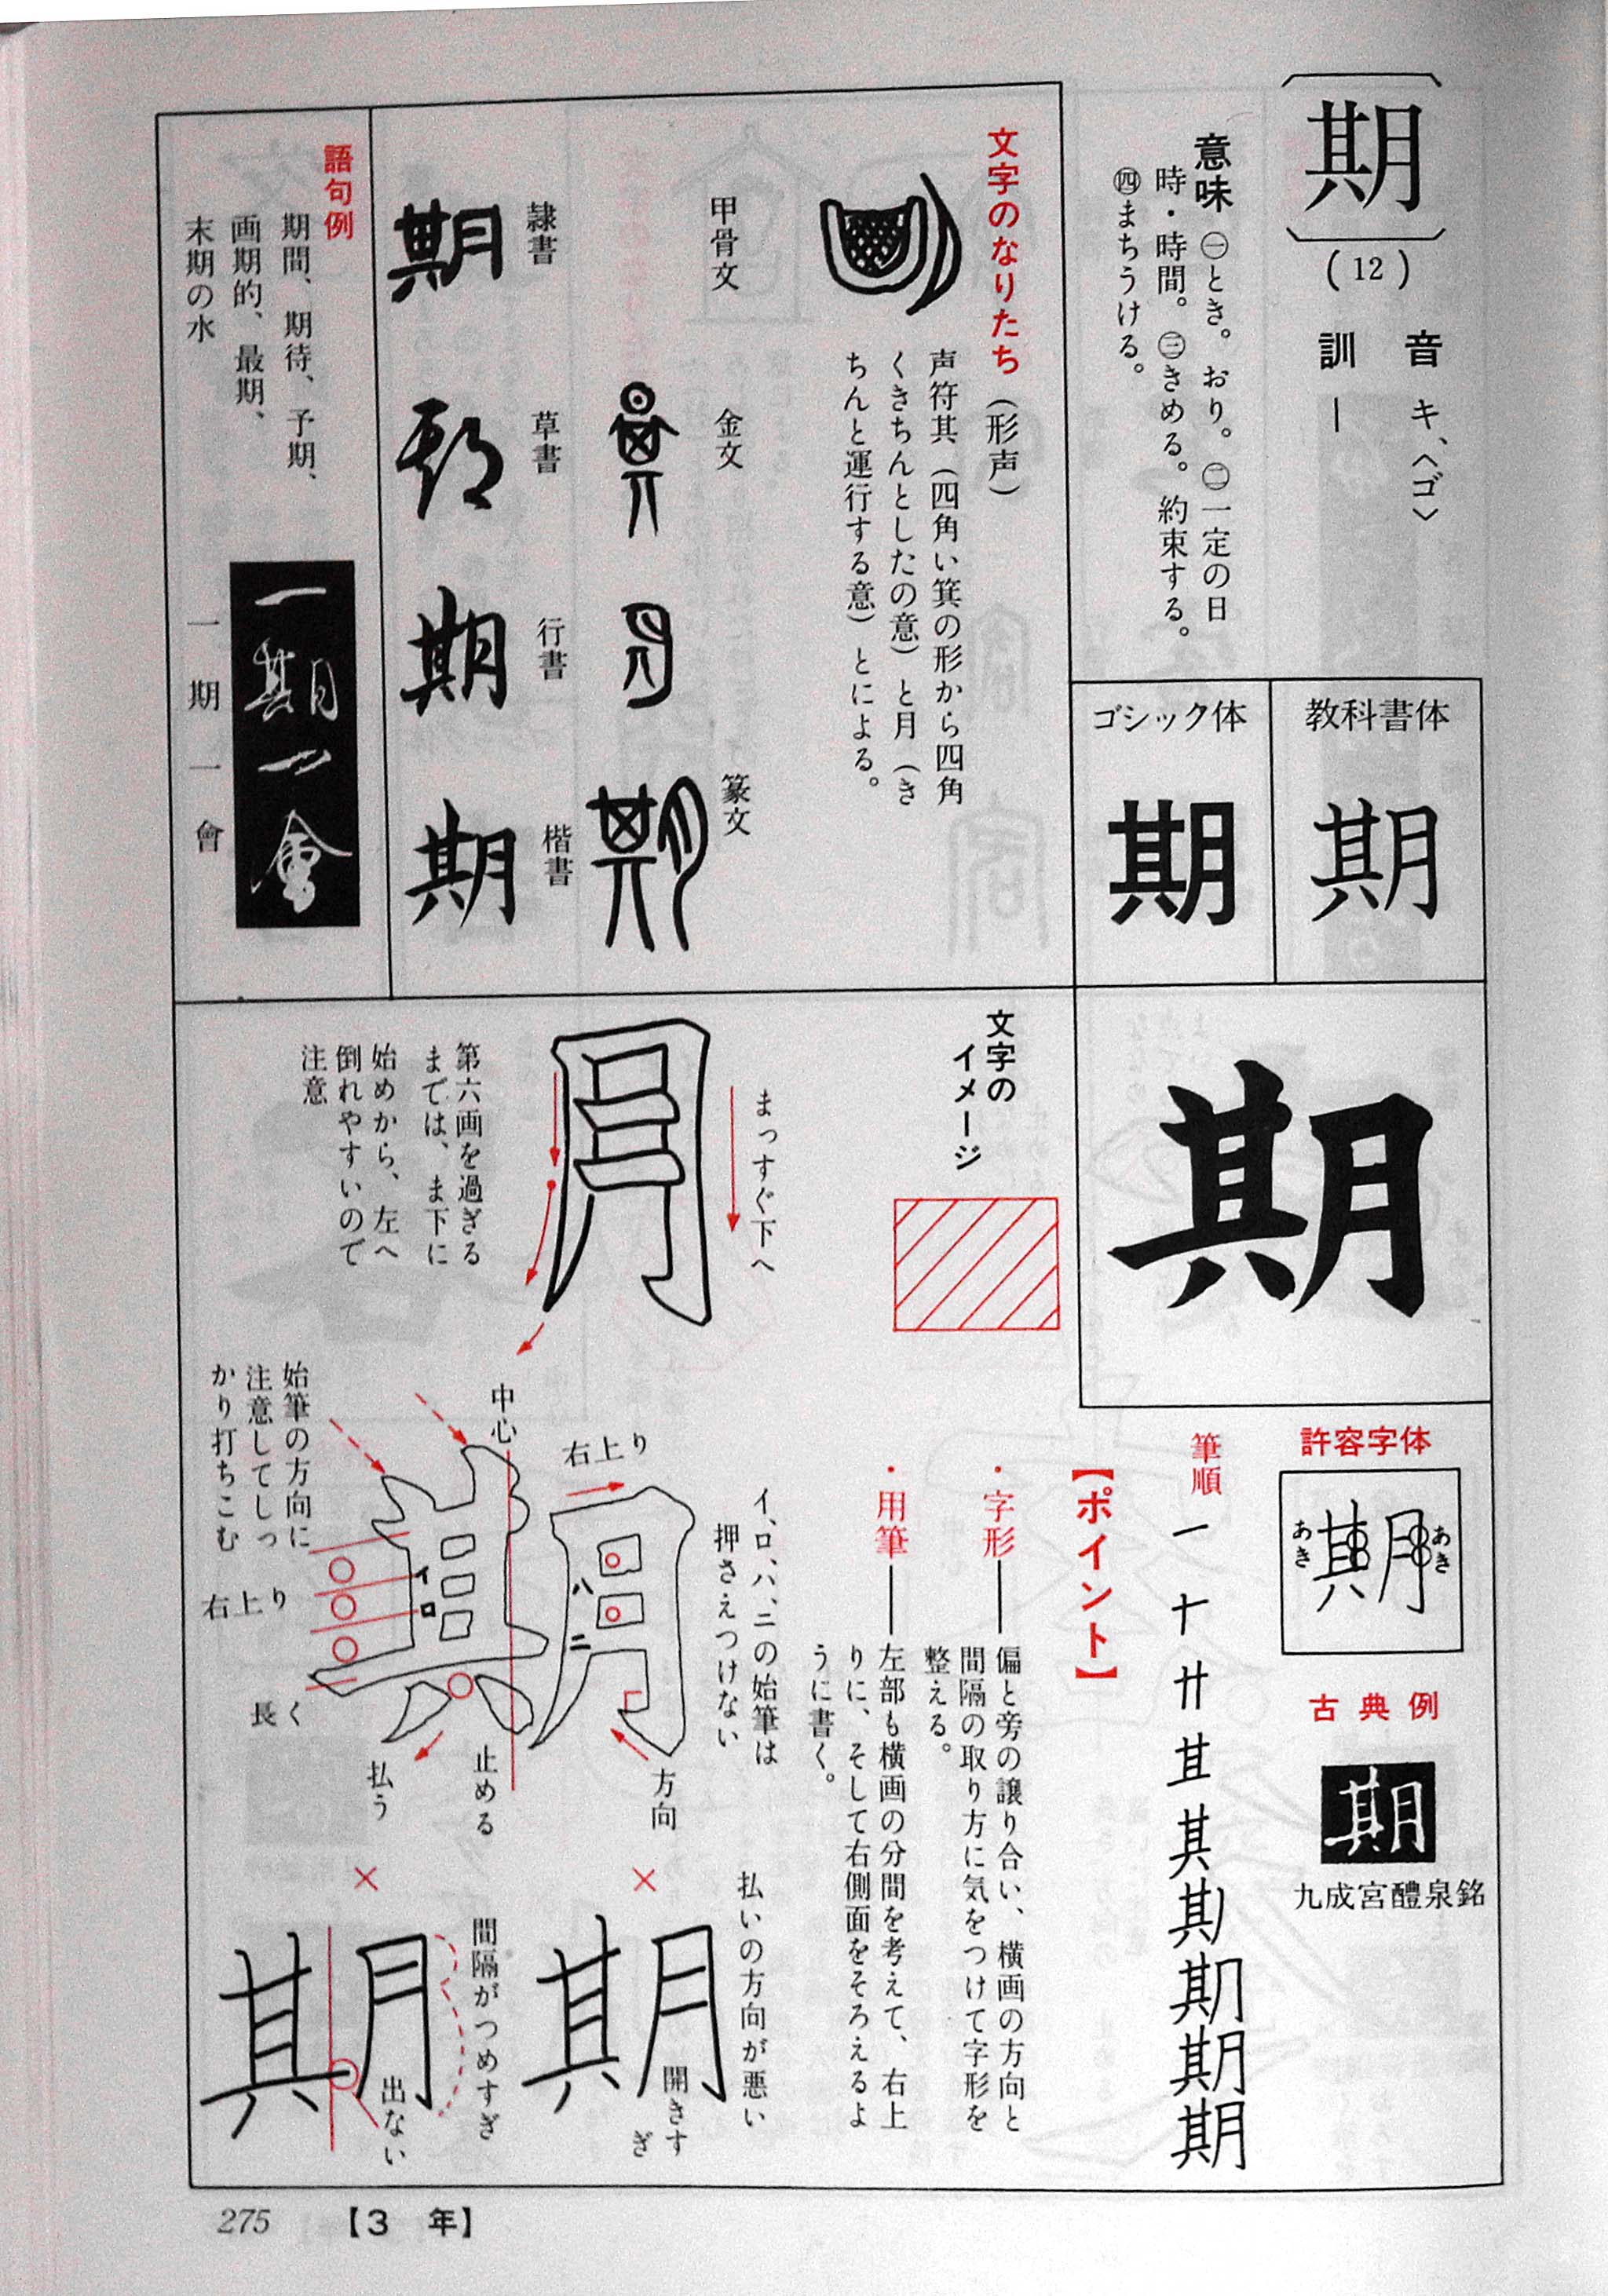 期
(12)
音　キ、〈ゴ〉
訓　―
意味　㊀とき。おり。㊁一定の日
時・時間。㊂きめる。約束する。
㊃まちうける。
教科書体
期
ゴシック体
期
文字のなりたち（形声）
声符其（四角い箕の形から四角
くきちんとしたの意）と月（き
ちんと運行する意）とによる。
甲骨文
金文
篆文
隷書
期
草書
期
行書
期
楷書
期
語句例
期間、期待、予期、
画期的、最期、
末期の水
一期一會
一期一會
期
許容字体
期
あき
あき
古典例
期
九成宮醴泉銘
筆順
一十廾甘其期期期
【ポイント】
・字形――偏と旁の譲り合い、横画の方向と
間隔の取り方に気をつけて字形を
整える。
・用筆――左部も横画の分間を考えて、右上
りに、そして右側面をそろえるよ
うに書く。
文字の
イメージ
まっすぐ下へ
第六画を過ぎる
までは、ま下に
始めから、左へ
倒れやすいので
注意
イ、ロ、ハ、ニの始筆は
押さえつけない
右上り
中心
イ
ロ
ハ
ニ
方向
止める
払う
長く
右上り
始筆の方向に
注意してしっ
かり打ちこむ
払いの方向が悪い
×
期
開きす
ぎ
間隔がつめすぎ
×
期
出ない
275
【3　年】